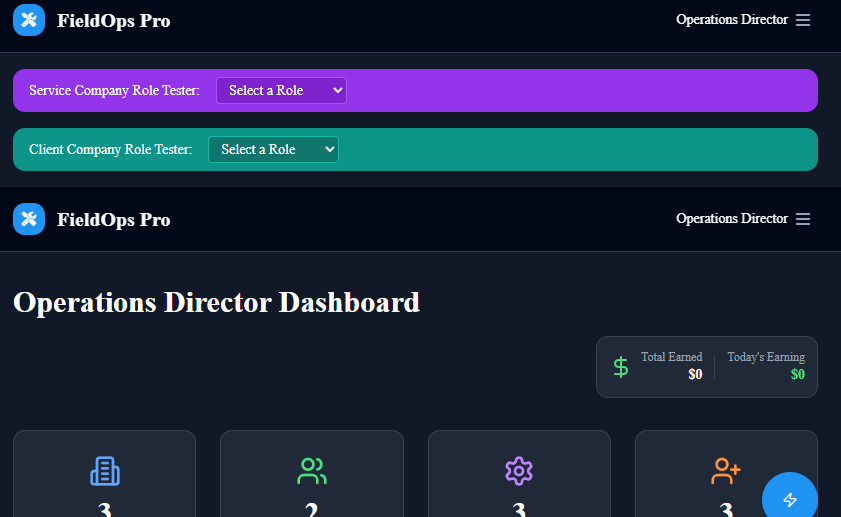 FieldOps Pro
Operations Director
Service Company Role Tester:
Select a Role
Client Company Role Tester:
Select a Role
FieldOps Pro
Operations Director
Operations Director Dashboard
Total Earned
$0
Today's Earning
$0
3
2
3
3